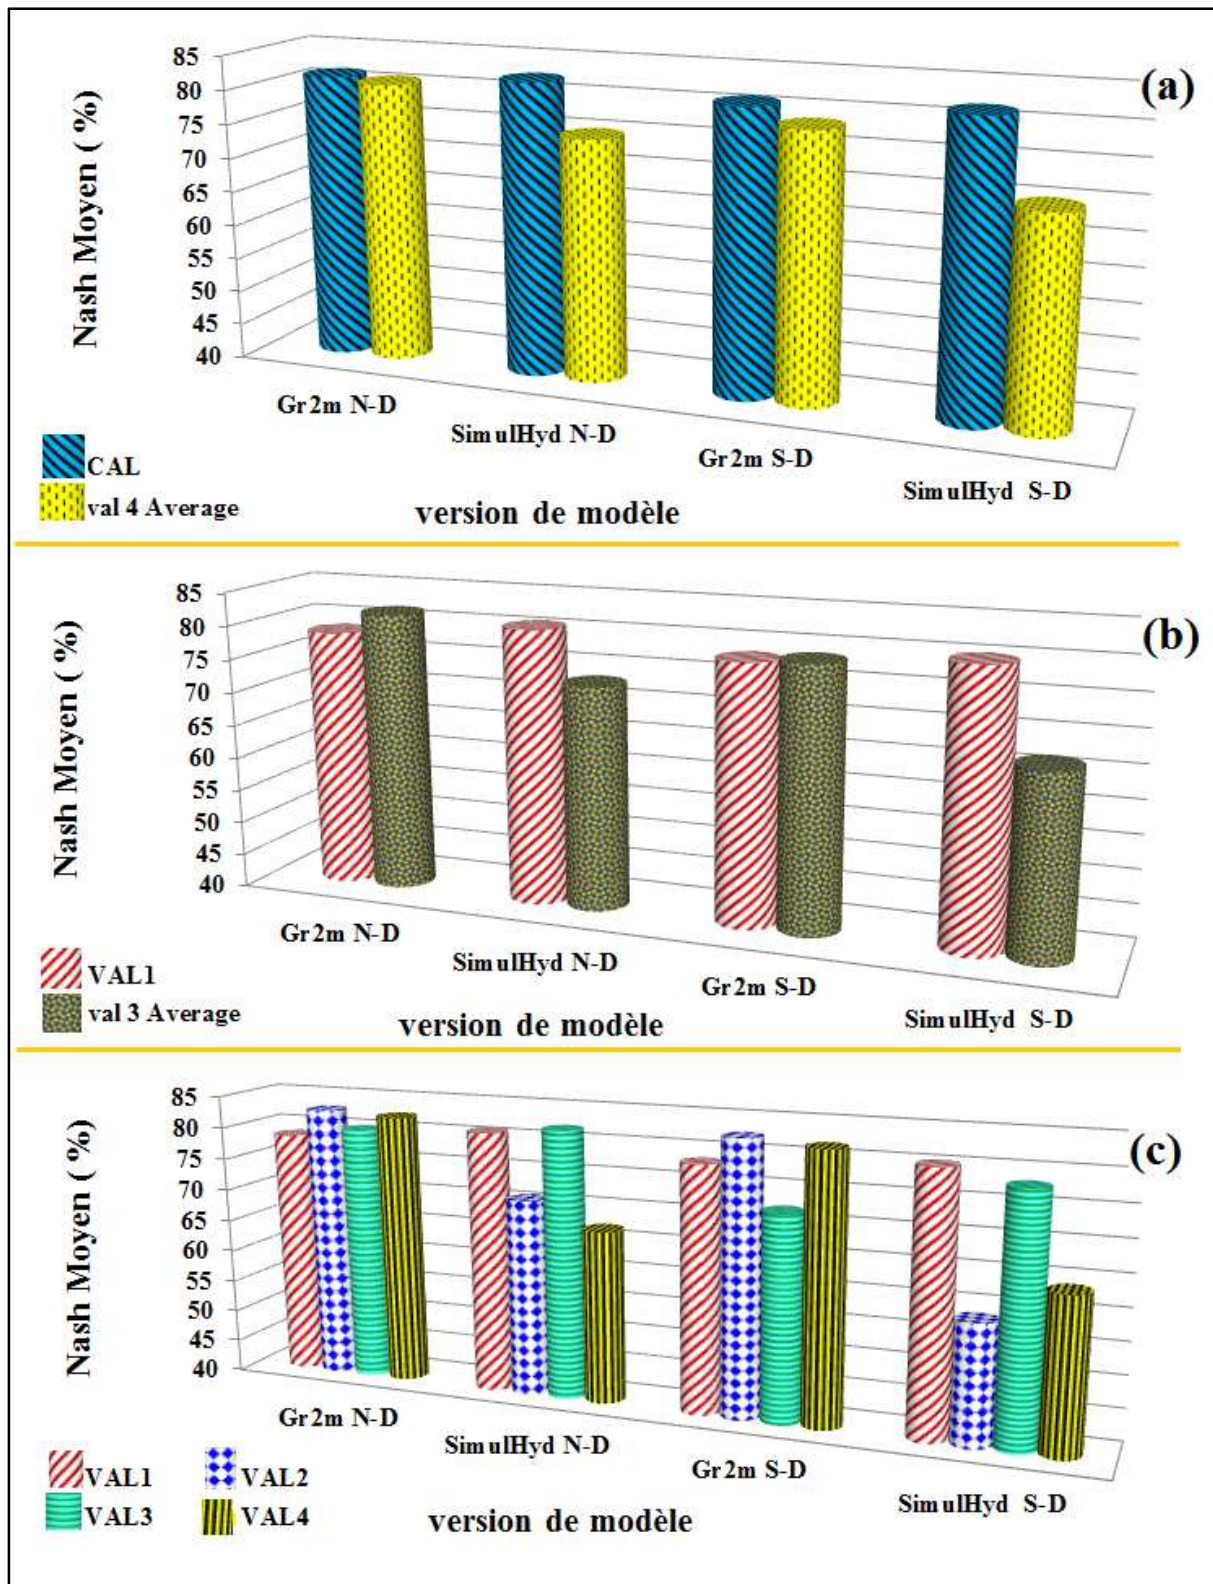 (a)
Nash Moyen ( %)
85
80
75
70
65
60
55
50
45
40
Gr2m N-D
SimulHyd N-D
Gr2m S-D
SimulHyd S-D
CAL
val 4 Average
version de modèle
(b)
Nash Moyen ( %)
85
80
75
70
65
60
55
50
45
40
Gr2m N-D
SimulHyd N-D
Gr2m S-D
SimulHyd S-D
VAL1
val 3 Average
version de modèle
(c)
Nash Moyen ( %)
85
80
75
70
65
60
55
50
45
40
Gr2m N-D
SimulHyd N-D
Gr2m S-D
SimulHyd S-D
VAL1 VAL2
VAL3 VAL4
version de modèle